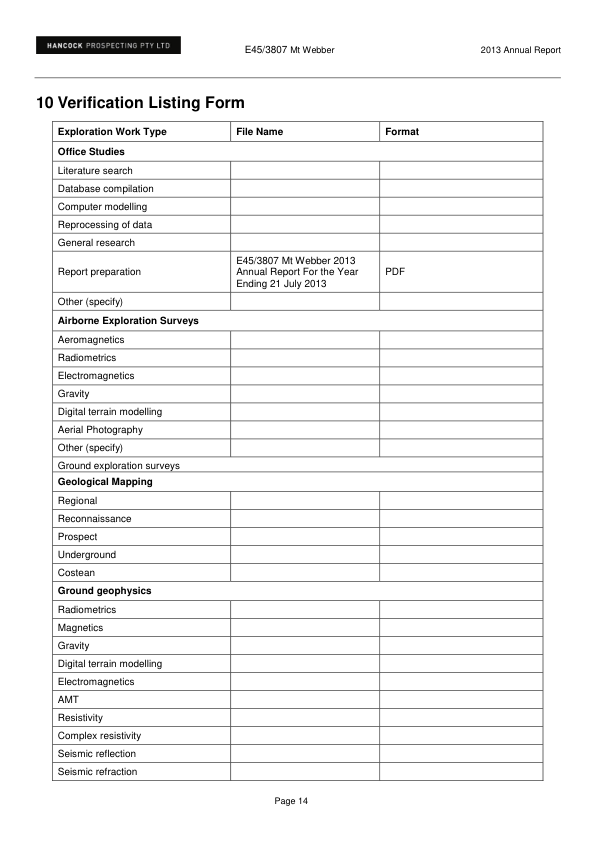 HANCOCK PROSPECTING PTY LTD
E45/3807 Mt Webber
2013 Annual Report
10 Verification Listing Form
Exploration Work Type File Name Format
Office Studies
Literature search
Database compilation
Computer modelling
Reprocessing of data
General research
Report preparation
E45/3807 Mt Webber 2013
Annual Report For the Year
Ending 21 July 2013
PDF
Other (specify)
Airborne Exploration Surveys
Aeromagnetics
Radiometrics
Electromagnetics
Gravity
Digital terrain modelling
Aerial Photography
Other (specify)
Ground exploration surveys
Geological Mapping
Regional
Reconnaissance
Prospect
Underground
Costean
Ground geophysics
Radiometrics
Magnetics
Gravity
Digital terrain modelling
Electromagnetics
AMT
Resistivity
Complex resistivity
Seismic reflection
Seismic refraction
Page 14